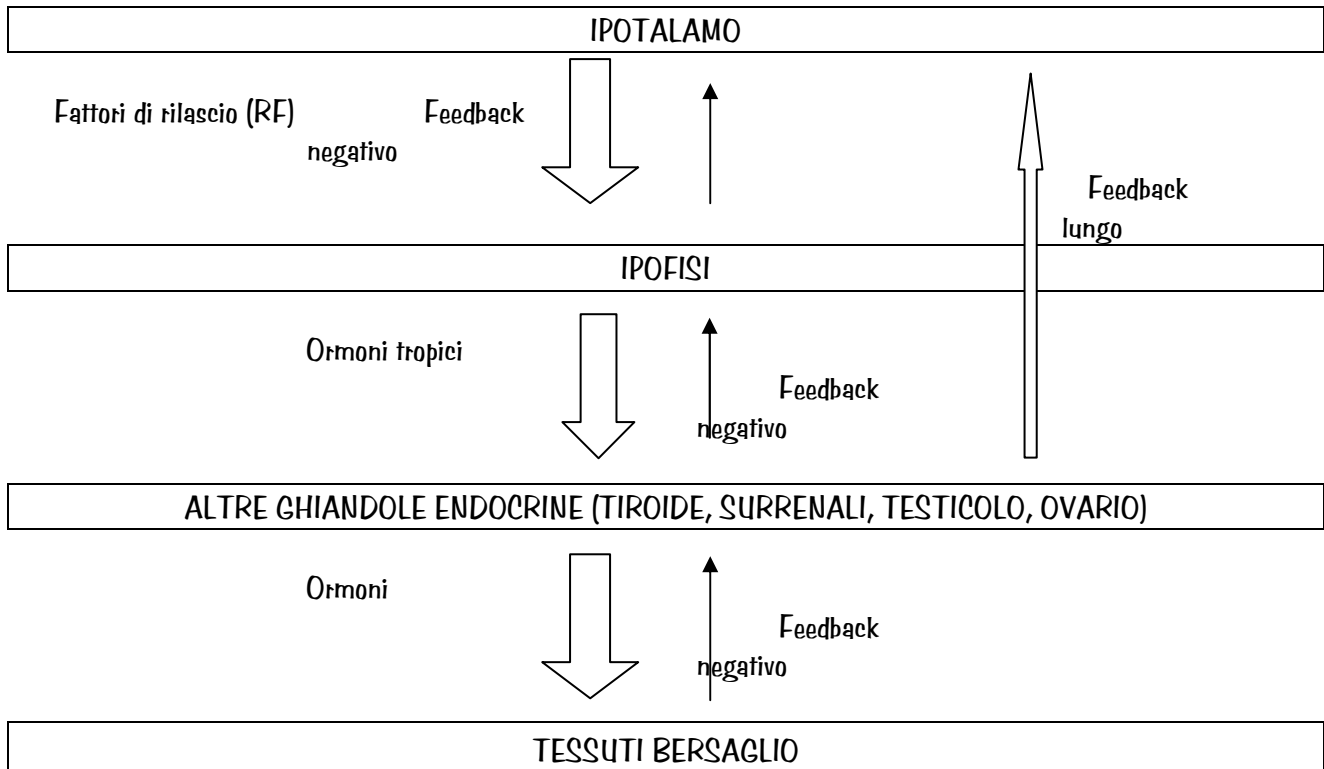 IPOTALAMO
Fattori di rilascio (RF) Feedback
negativo
Feedback
lungo
IPOFISI
Ormoni tropici
Feedback
negativo
ALTRE GHIANDOLE ENDOCRINE (TIROIDE, SURRENALI, TESTICOLO, OVARIO)
Ormoni
Feedback
negativo
TESSUTI BERSAGLIO